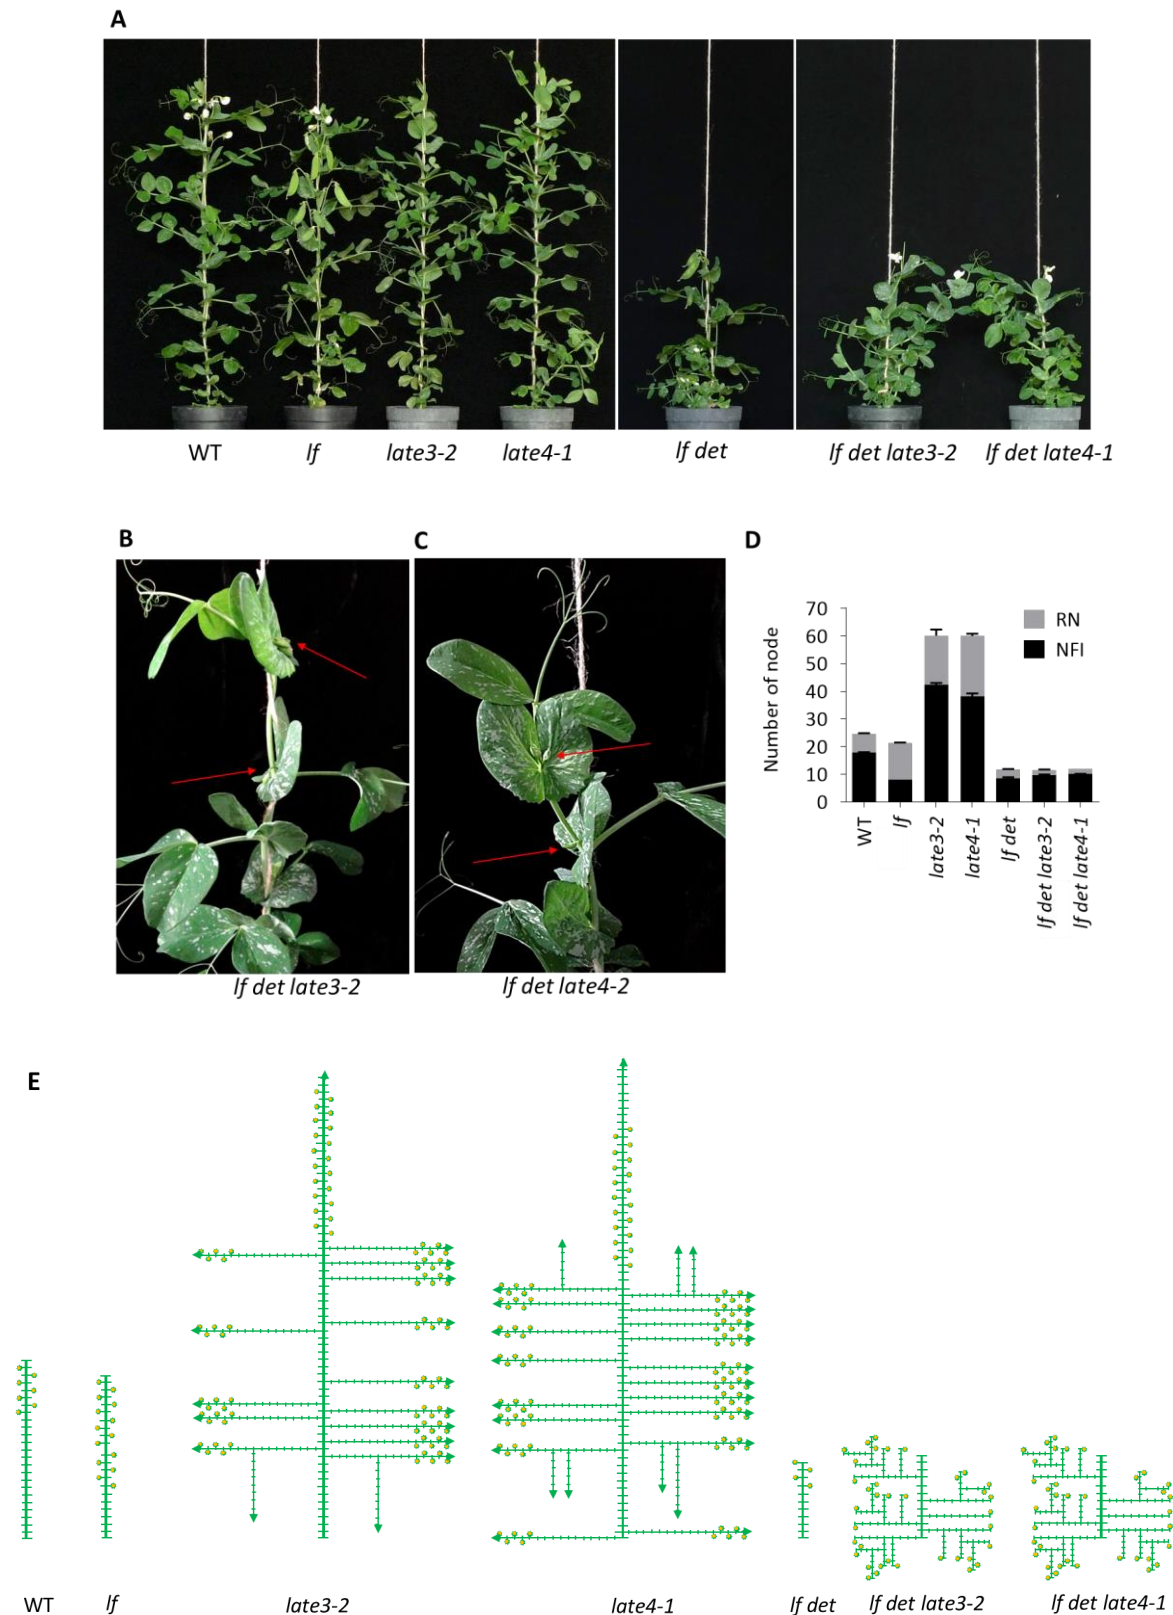 A
WT lf late3-2 late4-1 lf det lf det late3-2 lf det late4-1
B
C
D
lf det late3-2
lf det late4-2
Number of node
70
60
50
40
30
20
10
0
RN
NFI
WT
lf
late3-2
late4-1
lf det
lf det late3-2
lf det late4-1
E
WT lf late3-2 late4-1 lf det lf det late3-2 lf det late4-1